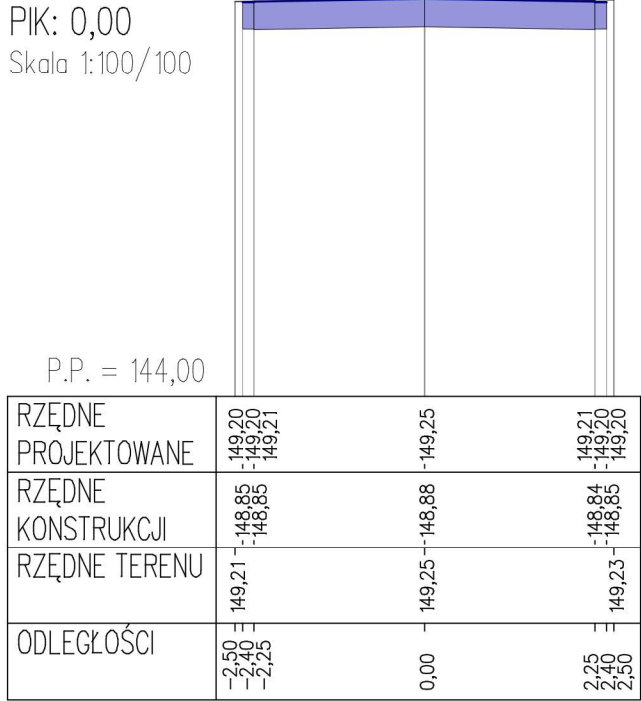 PIK: 0,00
Skala 1:100/100
P.P. = 144,00
RZĘDNE
PROJEKTOWANE
149,20
149,20
149,21
149,25
149,21
149,20
149,20
RZĘDNE
KONSTRUKCJI
148,85
148,85
148,88
148,84
148,85
RZĘDNE TERENU
149,21
149,25
149,23
ODLEGŁOŚCI
-2,50
-2,40
-2,25
0,00
2,25
2,40
2,50